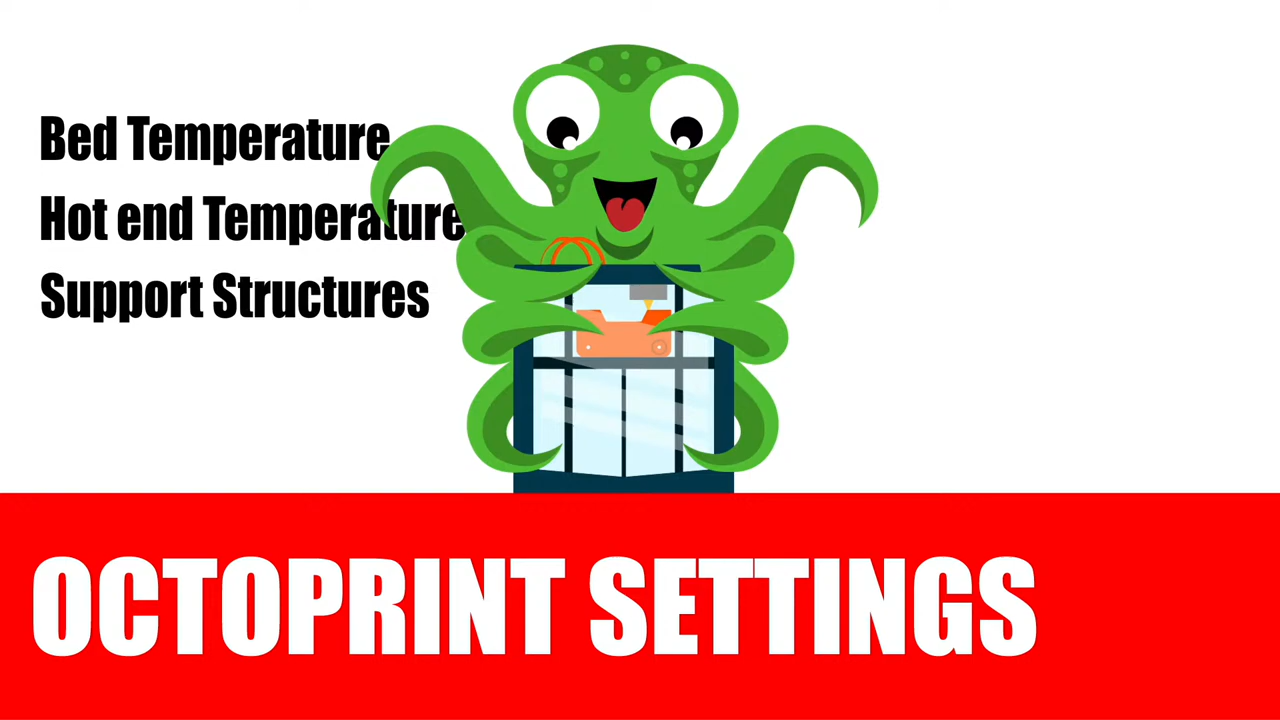 Bed Temperature
Hot end Temperature
Support Structures
OCTOPRINT SETTINGS